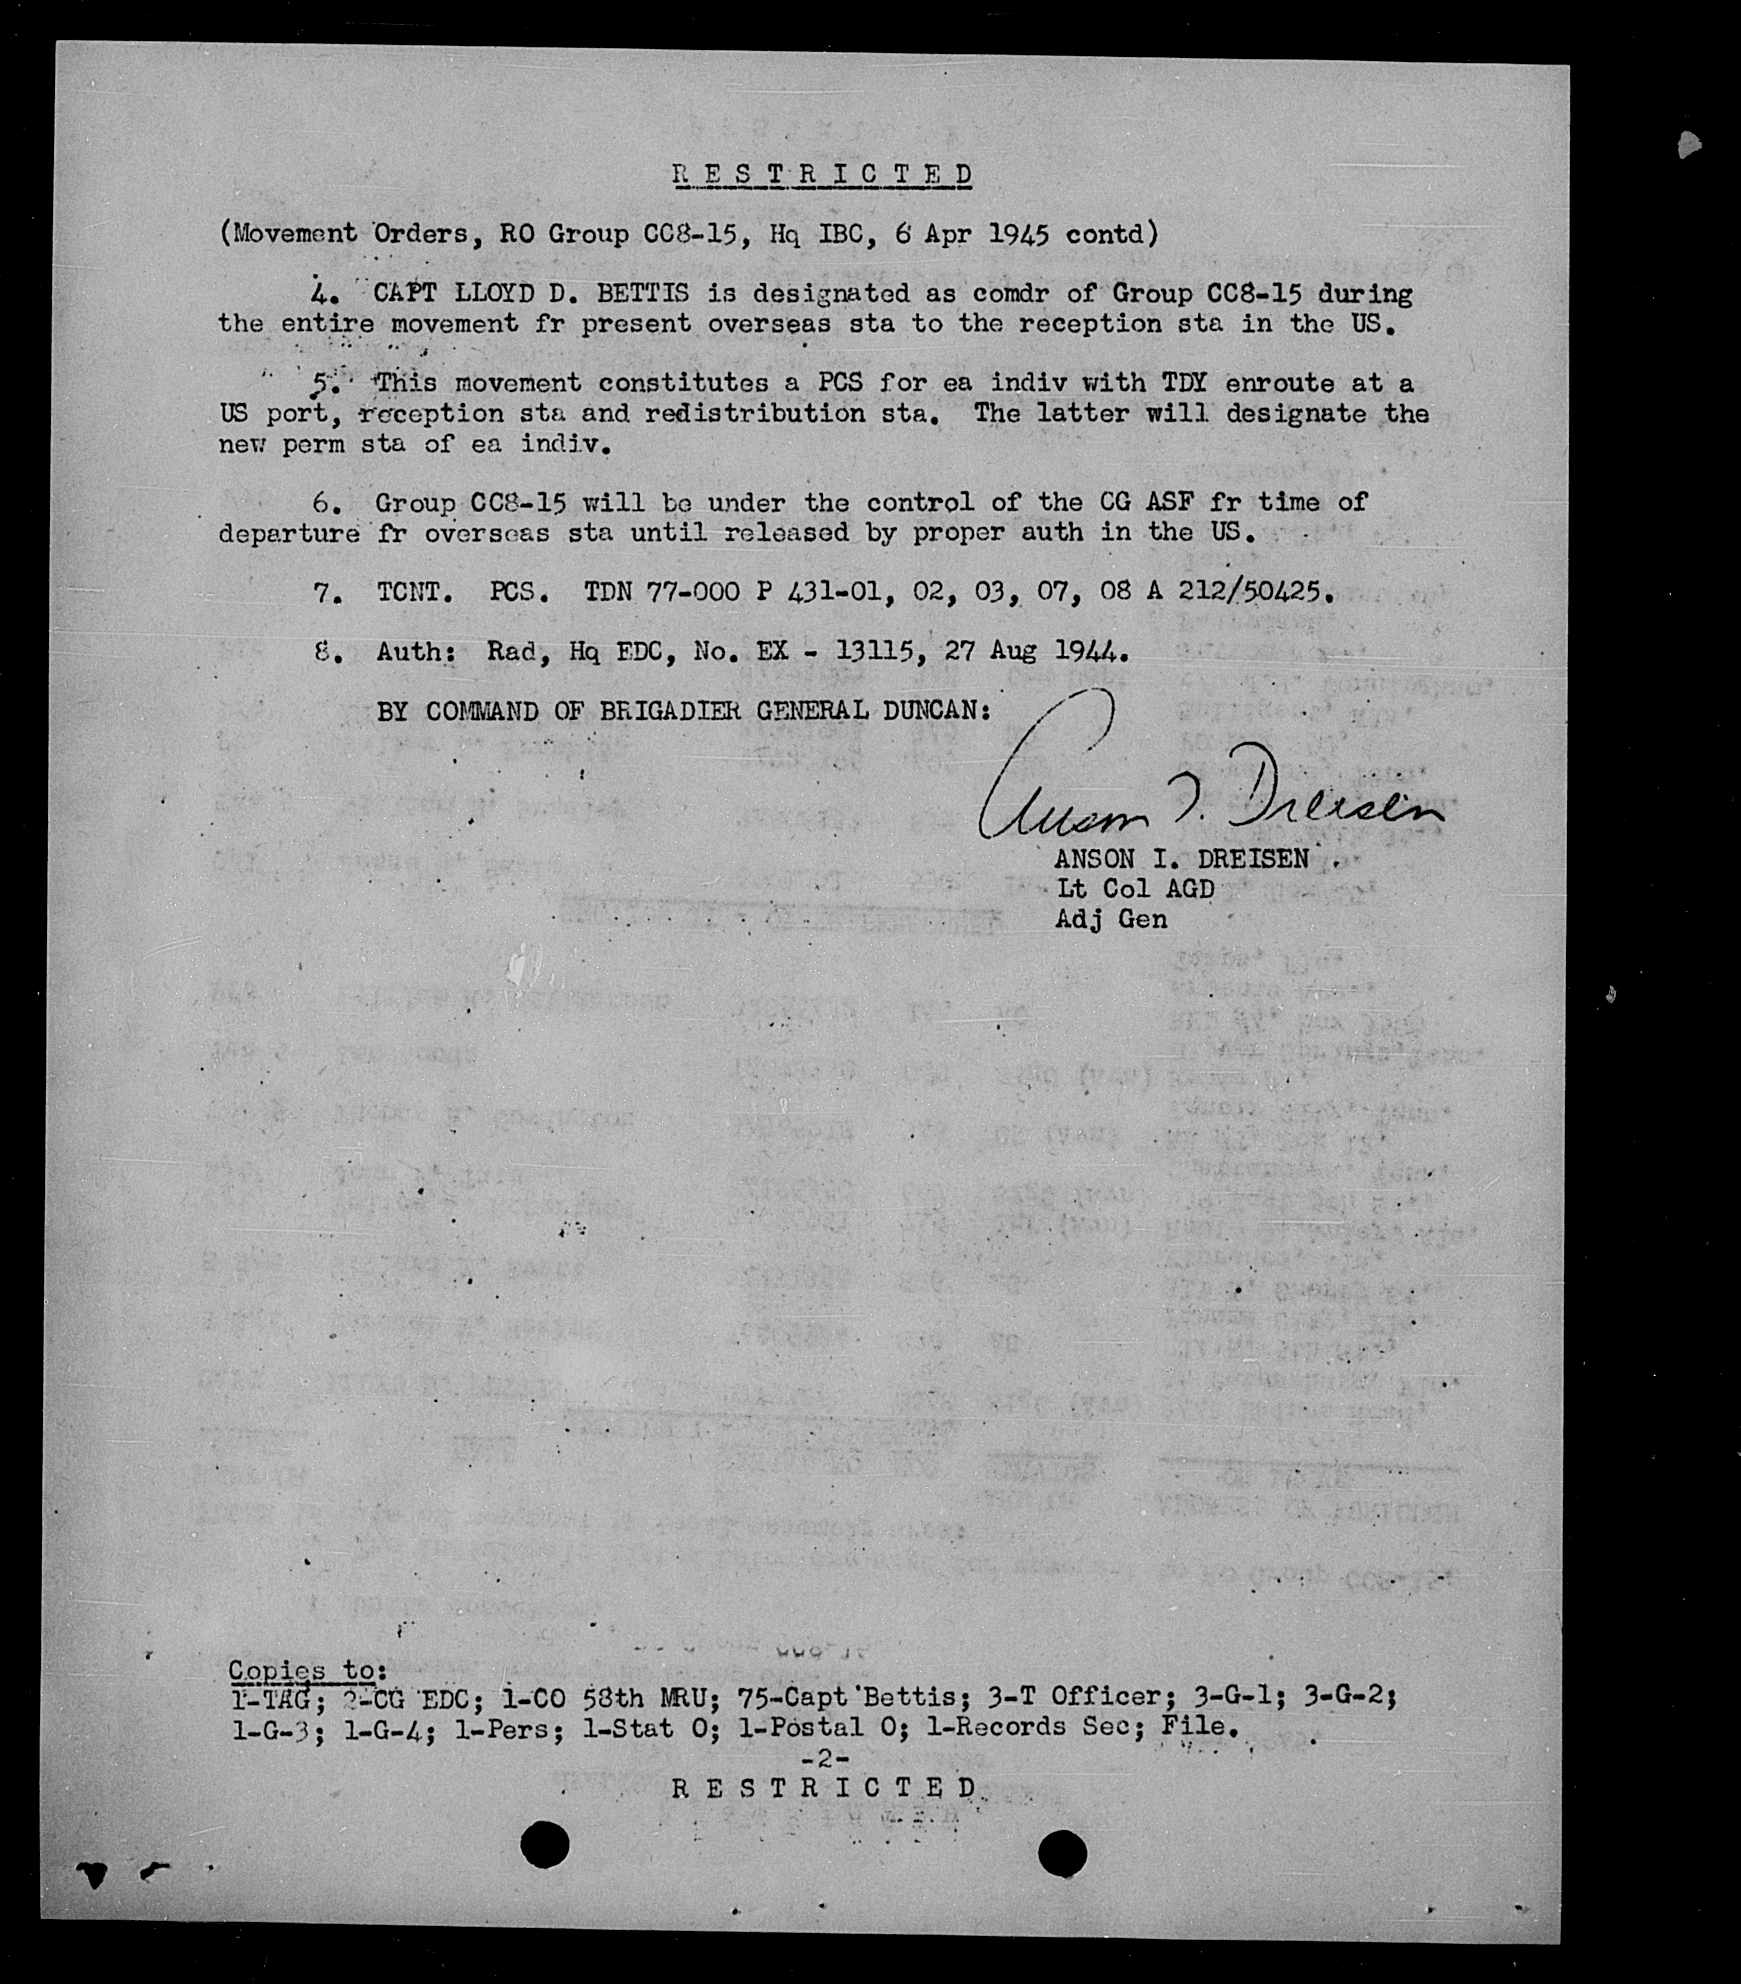 R E S T R I C T E D
(Movement Orders, RO Group CC8-15, Hq IBC, 6 Apr 1945 contd)
4. CAPT LLOYD D. BETTIS is designated as comdr of Group CC8-15 during
the entire movement fr present overseas sta to the reception sta in the US.
5. This movement constitutes a PCS for ea indiv with TDY enroute at a
US port, reception sta and redistribution sta. The latter will designate the
new perm sta of ea indiv.
6. Group CC8-15 will be under the control of the CG ASF fr time of
departure fr overseas sta until released by proper auth in the US.
7. TCNT. PCS. TDN 77-000 P 431-01, 02, 03, 07, 08 A 212/50425.
8. Auth: Rad, Hq EDC, No. EX - 13115, 27 Aug 1944.
BY COMMAND OF BRIGADIER GENERAL DUNCAN:
Anson I. Dreisen
ANSON I. DREISEN
Lt Col AGD
Adj Gen
Copies to:
1-TAG; 2-CG EDC; 1-CO 58th MRU; 75-Capt Bettis; 3-T Officer; 3-G-1; 3-G-2;
1-G-3; 1-G-4; 1-Pers; 1-Stat O; 1-Postal O; 1-Records Sec; File.
-2-
R E S T R I C T E D